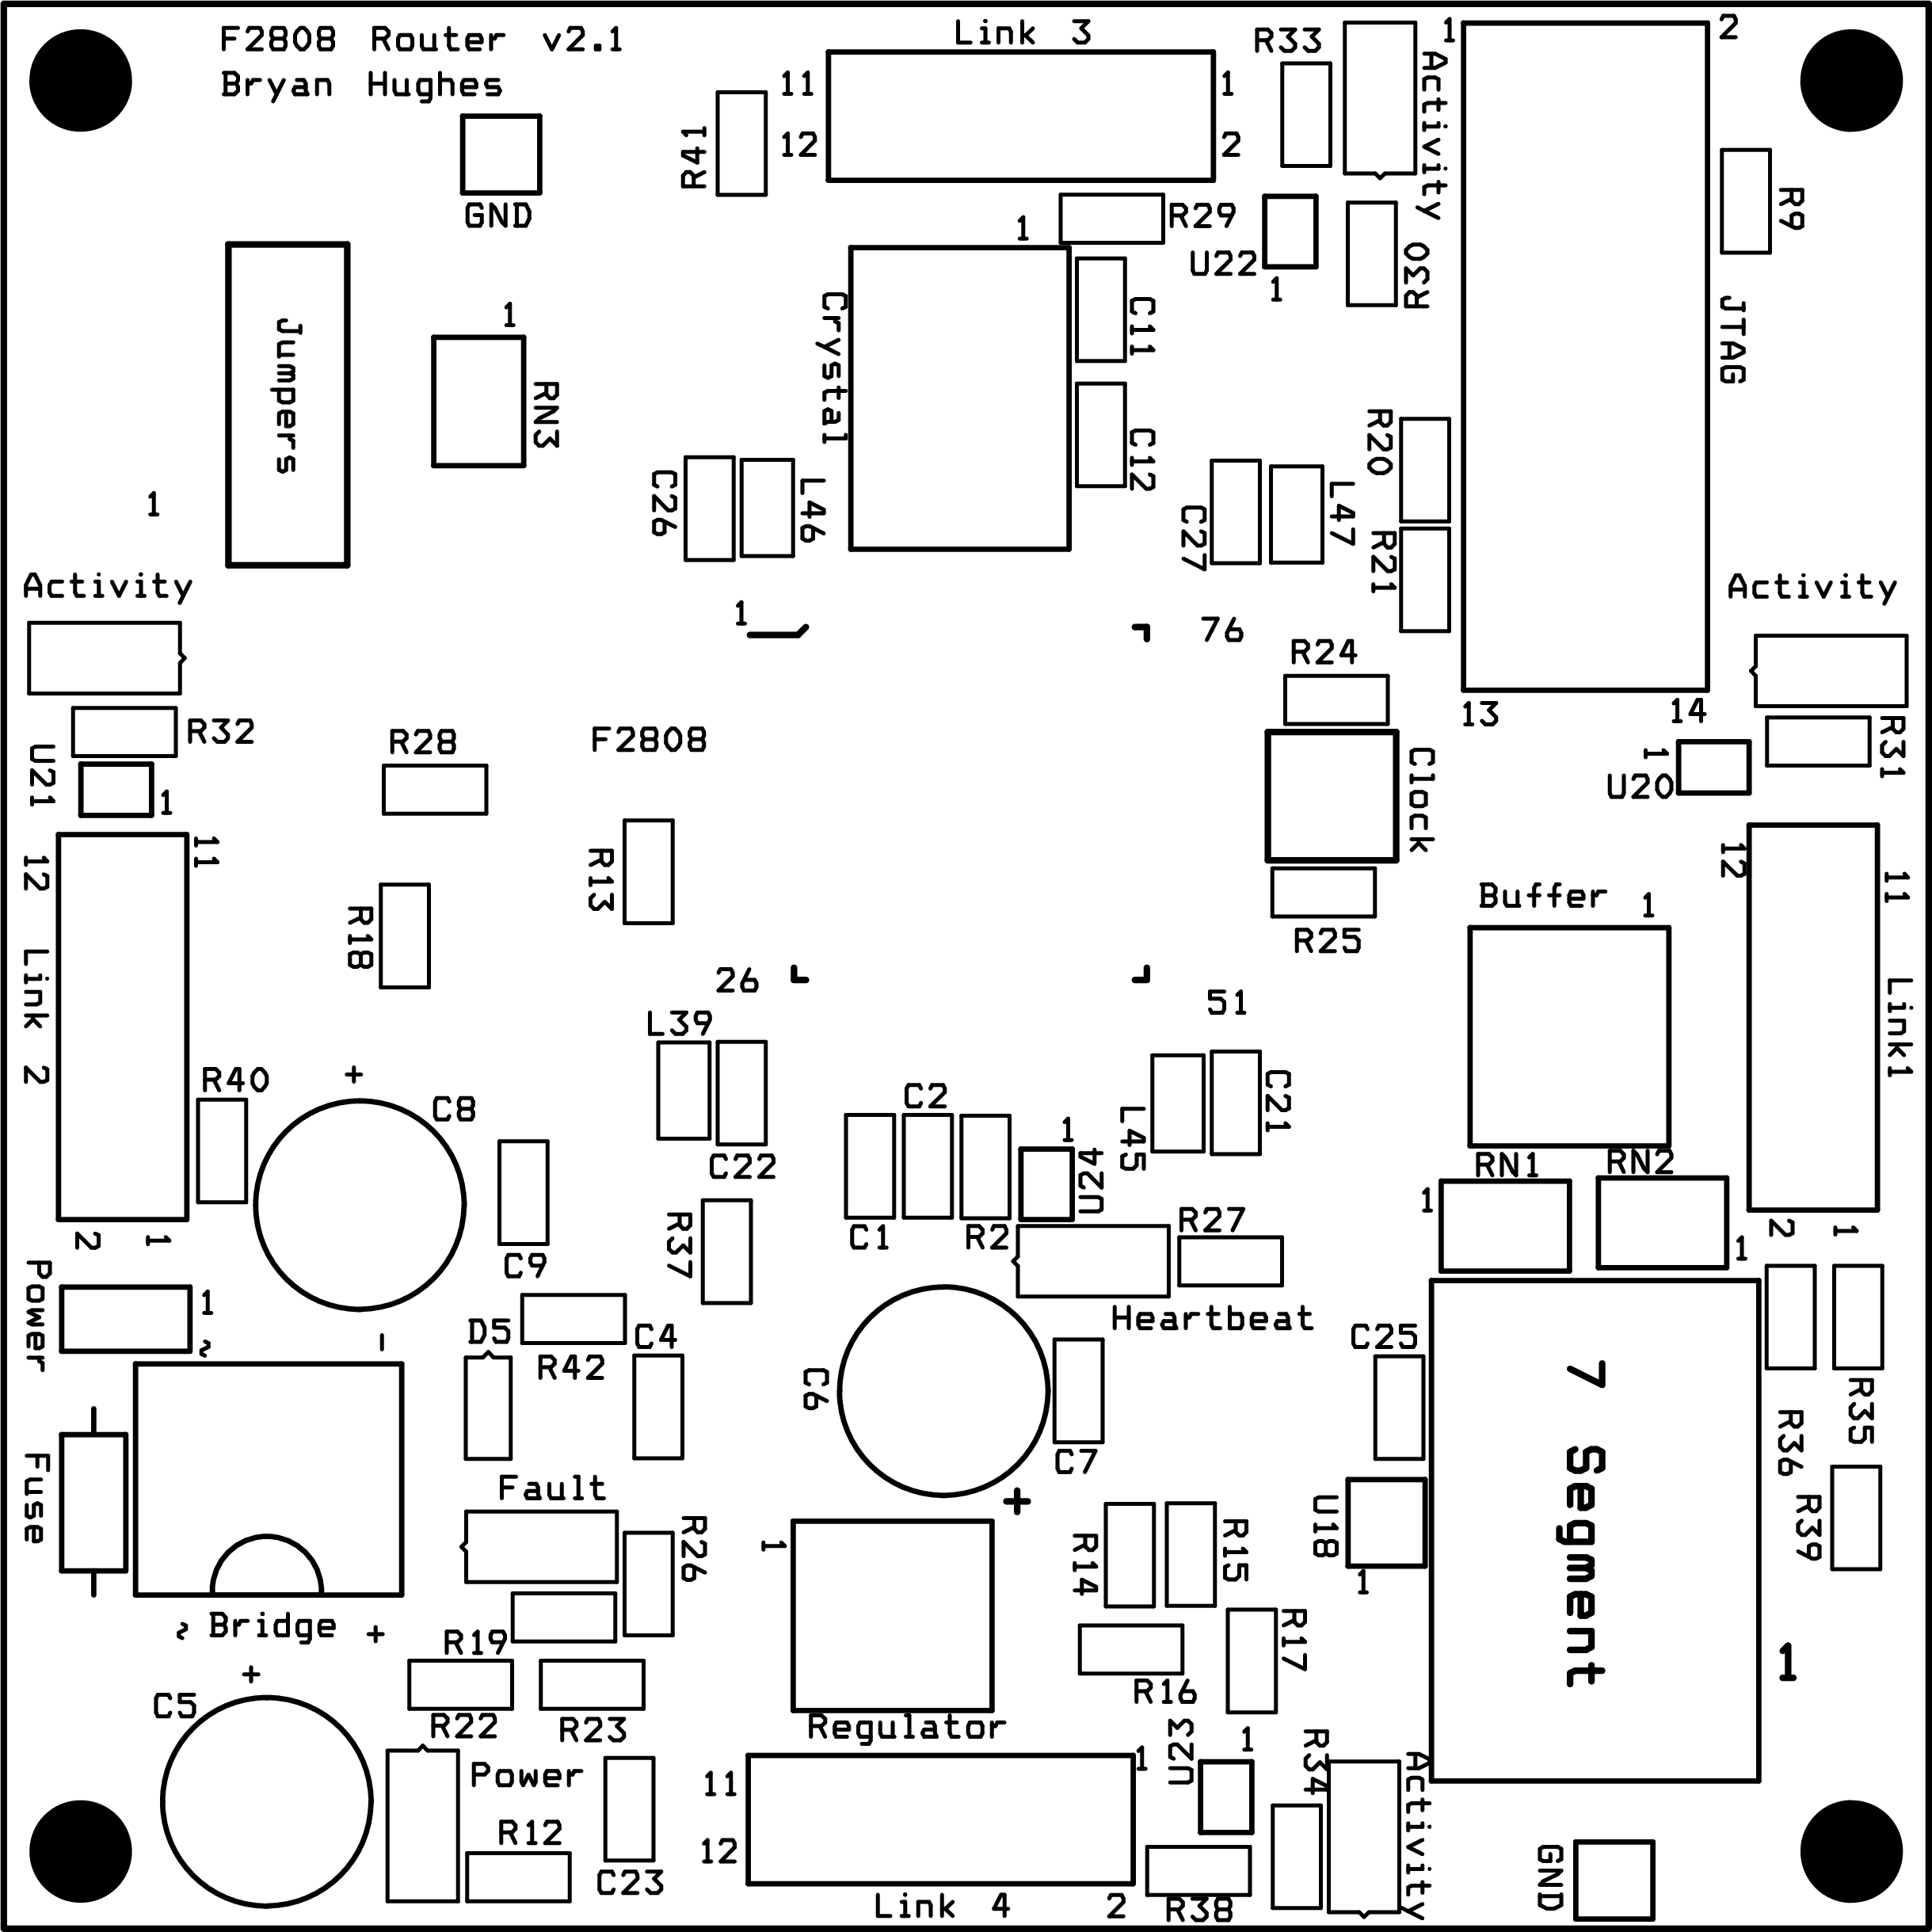 F2808 Router v2.1
Bryan Hughes
Link 3
R33
1
2
Activity
11
1
12
2
R41
GND
R29
U22
1
R30
R9
JTAG
1
Jumpers
1
RN3
1
Crystal
C11
C12
C26
L46
C27
L47
R20
R21
1
Activity
Activity
1
76
R24
13
14
R32
R28
F2808
U21
1
Clock
1
U20
R31
11
12
R13
R18
12
11
Buffer
1
R25
Link 2
26
51
Link1
L39
R40
+
C8
C2
C22
L45
C21
1
U24
RN1
RN2
1
1
2
1
2
1
C9
C1
R2
R27
R37
Power
1
~
-
D5
R42
C4
Heartbeat
C25
C6
C7
7 Segment
R35
R36
R39
Fuse
Fault
+
R26
1
R14
R15
U18
1
~
Bridge
+
R19
R17
R16
1
+
C5
R22
R23
Regulator
U23
1
R34
Activity
Power
11
1
12
R12
C23
Link 4
2
R38
GND